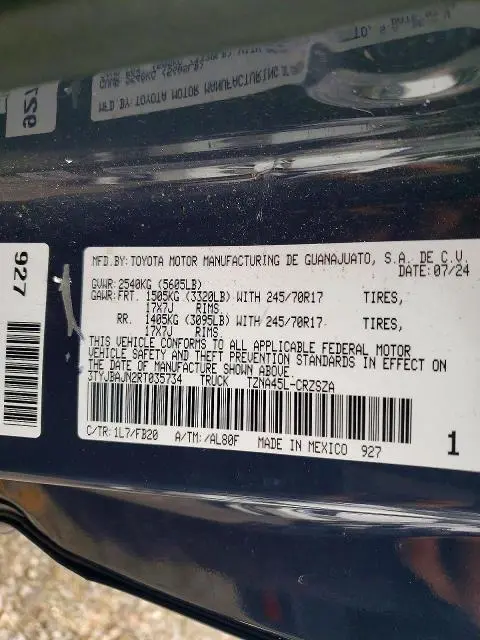 MFD.BY:TOYOTA MOTOR MANUFACTURING DE GUANAJUATO, S.A. DE C.V.
DATE:07/24
GVWR:2540KG (5605LB)
GAWR:FRT. 1505KG (3320LB) WITH 245/70R17 TIRES,
17X7J RIMS
RR. 1405KG (3095LB) WITH 245/70R17 TIRES,
17X7J RIMS
THIS VEHICLE CONFORMS TO ALL APPLICABLE FEDERAL MOTOR
VEHICLE SAFETY AND THEFT PREVENTION STANDARDS IN EFFECT ON
THE DATE OF MANUFACTURE SHOWN ABOVE.
3TYJBAJN2RT035734 TRUCK TZNA45L-CRZSZA
C/TR:1L7/FB20 A/TM:/AL80F MADE IN MEXICO 927
1
927